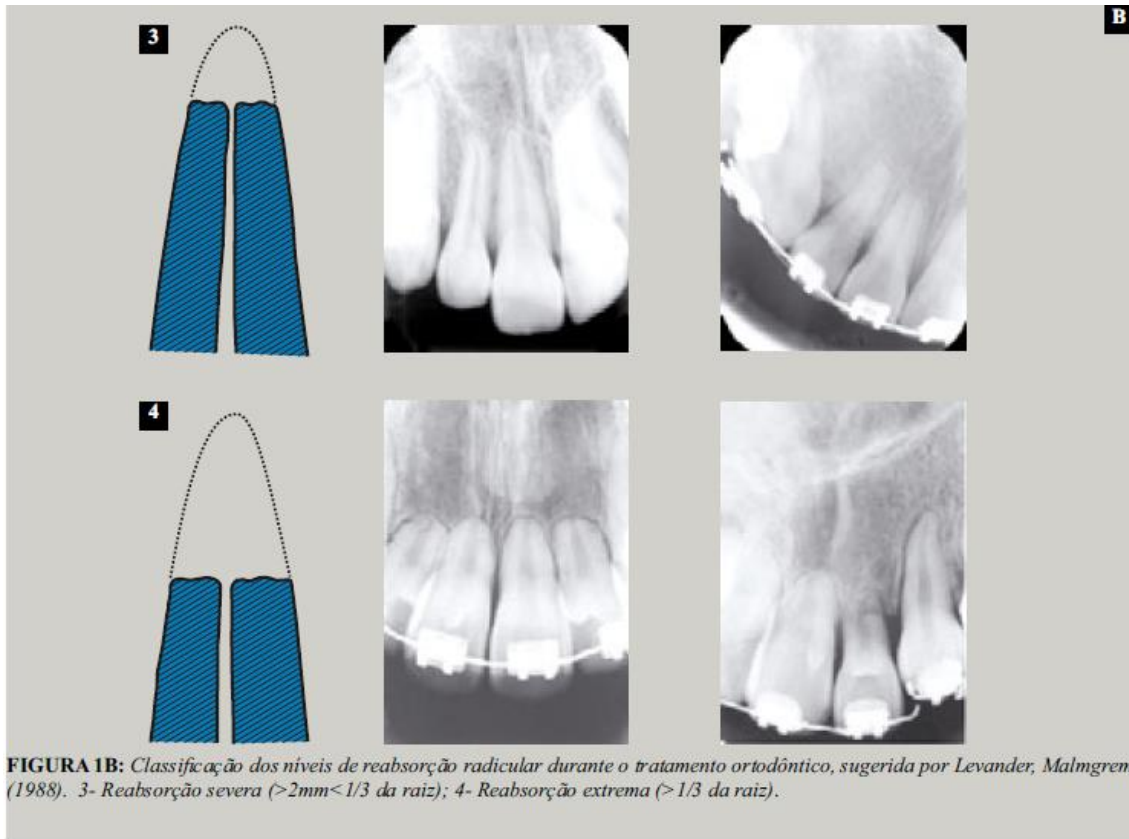 B
3
4
FIGURA 1B: Classificação dos níveis de reabsorção radicular durante o tratamento ortodôntico, sugerida por Levander, Malmgrem
(1988). 3- Reabsorção severa (>2mm<1/3 da raiz); 4- Reabsorção extrema (>1/3 da raiz).